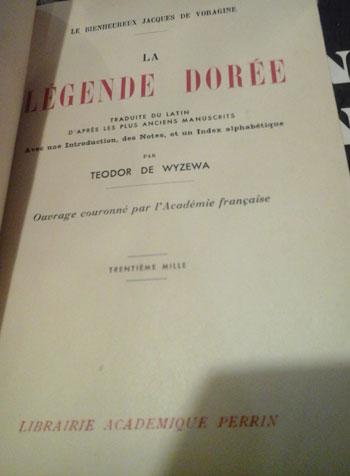 LE BIENHEUREUX JACQUES DE VORAGINE
LA
LÉGENDE DORÉE
TRADUITE DU LATIN
D'APRÈS LES PLUS ANCIENS MANUSCRITS
Avec une Introduction, des Notes, et un Index alphabétique
PAR
TEODOR DE WYZEWA
Ouvrage couronné par l'Académie française
TRENTIÈME MILLE
LIBRAIRIE ACADEMIQUE PERRIN